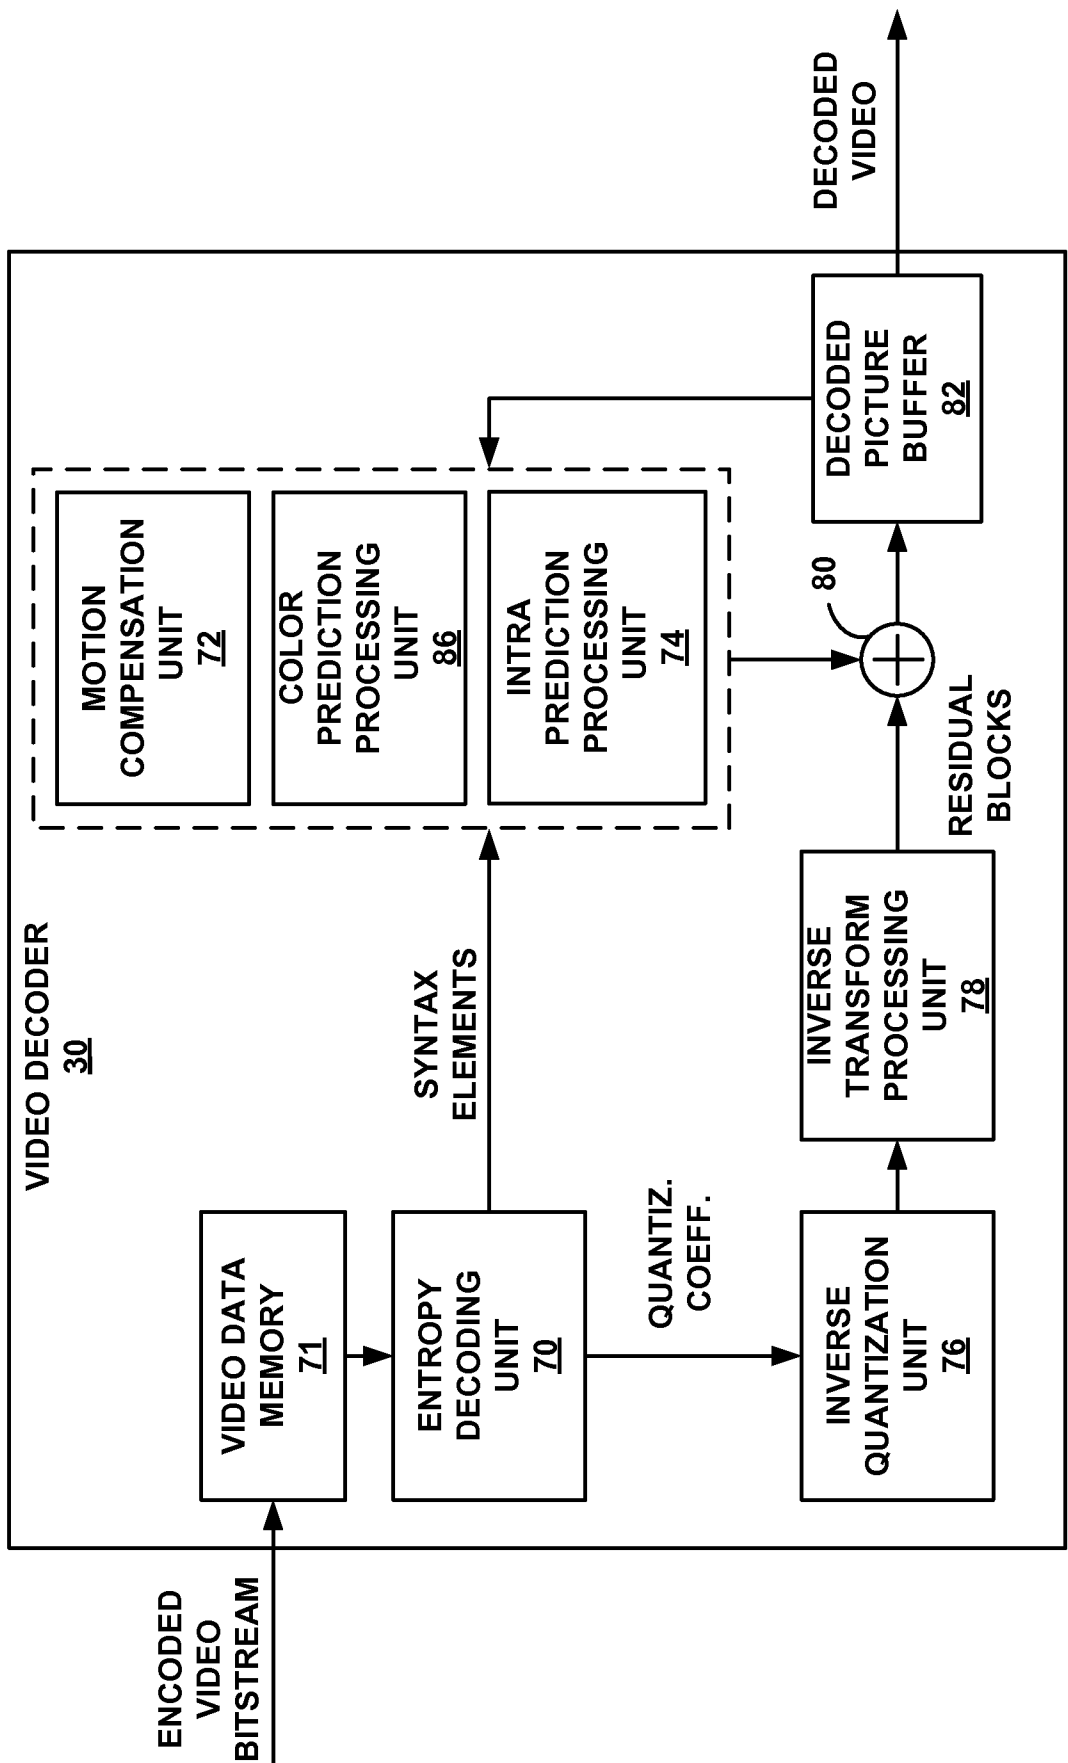 VIDEO DECODER
30
ENCODED
VIDEO
BITSTREAM
VIDEO DATA
MEMORY
71
ENTROPY
DECODING
UNIT
70
SYNTAX
ELEMENTS
MOTION
COMPENSATION
UNIT
72
COLOR
PREDICTION
PROCESSING
UNIT
86
INTRA
PREDICTION
PROCESSING
UNIT
74
QUANTIZ.
COEFF.
INVERSE
QUANTIZATION
UNIT
76
INVERSE
TRANSFORM
PROCESSING
UNIT
78
RESIDUAL
BLOCKS
80
DECODED
PICTURE
BUFFER
82
DECODED
VIDEO